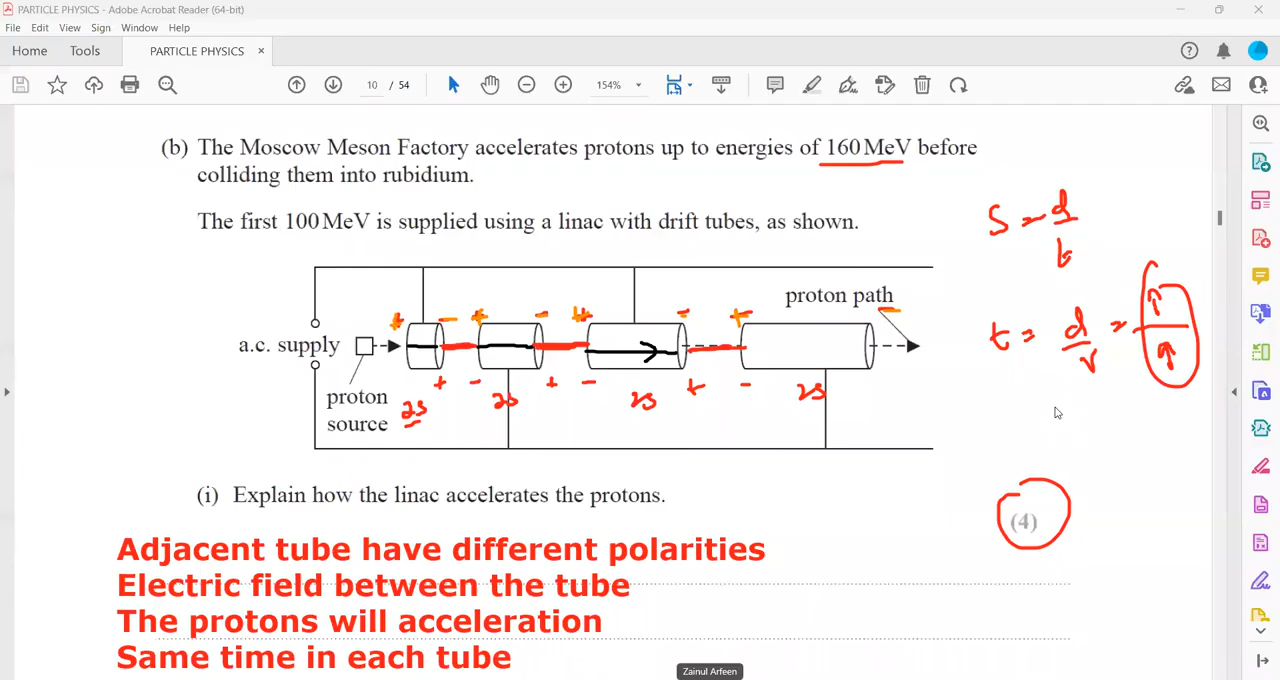 PARTICLE PHYSICS - Adobe Acrobat Reader (64-bit)
File Edit View Sign Window Help
Home Tools PARTICLE PHYSICS ×
10 / 54 154%
(b) The Moscow Meson Factory accelerates protons up to energies of 160 MeV before
colliding them into rubidium.
The first 100 MeV is supplied using a linac with drift tubes, as shown.
S = d/t
proton path
t = d/v = ↑/↑
+ - + - + - + -
a.c. supply
+ - + - + -
proton
source
2s 2s 2s 2s
(i) Explain how the linac accelerates the protons.
(4)
Adjacent tube have different polarities
Electric field between the tube
The protons will acceleration
Same time in each tube
Zainul Arfeen